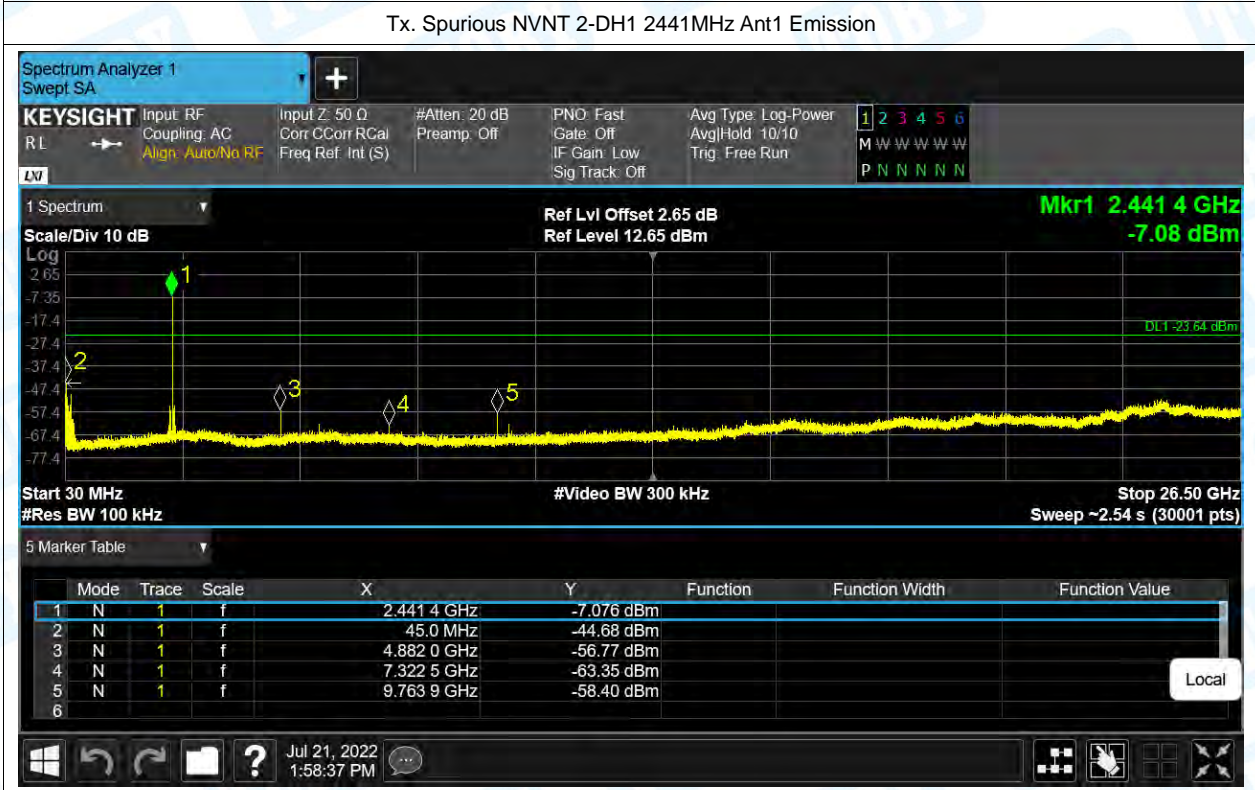 Tx. Spurious NVNT 2-DH1 2441MHz Ant1 Emission
Spectrum Analyzer 1
Swept SA
+
KEYSIGHT
RL
LXI
Input: RF
Coupling: AC
Align: Auto/No RF
Input Z: 50 Ω
Corr CCorr RCal
Freq Ref: Int (S)
#Atten: 20 dB
Preamp: Off
PNO: Fast
Gate: Off
IF Gain: Low
Sig Track: Off
Avg Type: Log-Power
Avg|Hold: 10/10
Trig: Free Run
1 2 3 4 5 6
M W W W W W
P N N N N N
1 Spectrum
Scale/Div 10 dB
Ref Lvl Offset 2.65 dB
Ref Level 12.65 dBm
Mkr1 2.441 4 GHz
-7.08 dBm
Log
2.65
-7.35
-17.4
-27.4
-37.4
-47.4
-57.4
-67.4
-77.4
1
2
3
4
5
DL1 -23.64 dBm
Start 30 MHz
#Video BW 300 kHz
Stop 26.50 GHz
#Res BW 100 kHz
Sweep ~2.54 s (30001 pts)
5 Marker Table
Mode Trace Scale X Y Function Function Width Function Value
1 N 1 f 2.441 4 GHz -7.076 dBm
2 N 1 f 45.0 MHz -44.68 dBm
3 N 1 f 4.882 0 GHz -56.77 dBm
4 N 1 f 7.322 5 GHz -63.35 dBm
5 N 1 f 9.763 9 GHz -58.40 dBm
6
Local
?
Jul 21, 2022
1:58:37 PM